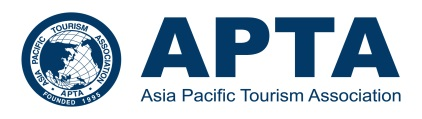 ASIA PACIFIC TOURISM ASSOCIATION
APTA
FOUNDED 1995
APTA
Asia Pacific Tourism Association